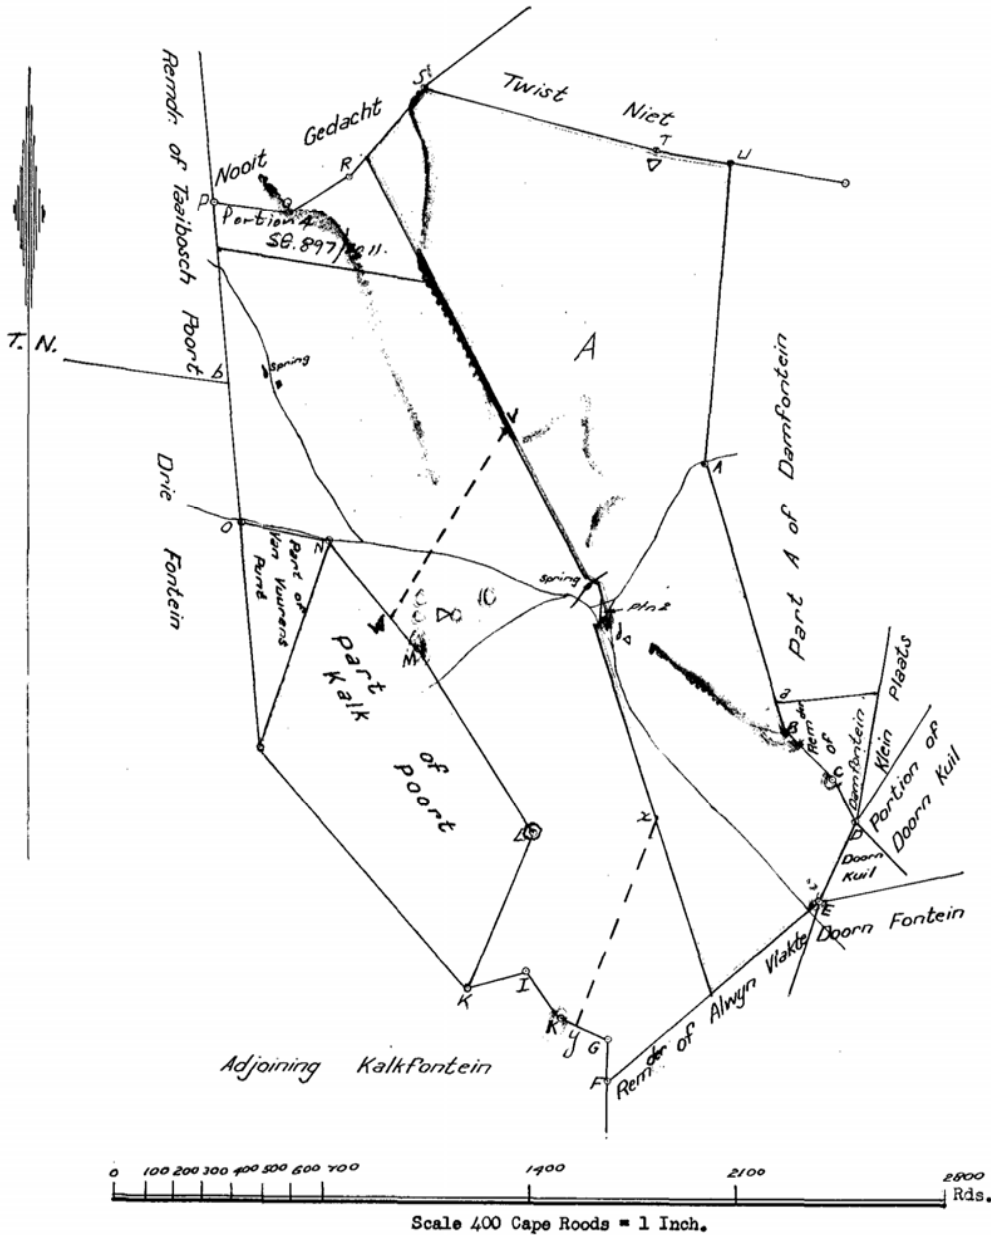 S
Twist Niet
T
U
Gedacht
R
Nooit
P
Portion 4
SG. 897
Remdr. of Taaibosch Poort
T. N.
b
Spring
A
V
Drie Fontein
O
N
Part of
Van Vuurens
Punt
Spring
Ptn 2
d
M
Part of
Kalk Poort
Part A of Damfontein
a
B
Remder of
Damfontein
C
D
Klein Plaats
Portion of
Doorn Kuil
Doorn
Kuil
L
x
E
Doorn Fontein
Remder of Alwyn Vlakte
K
I
K
y
G
F
Adjoining Kalkfontein
0 100 200 300 400 500 600 700 1400 2100 2800
Rds.
Scale 400 Cape Roods = 1 Inch.